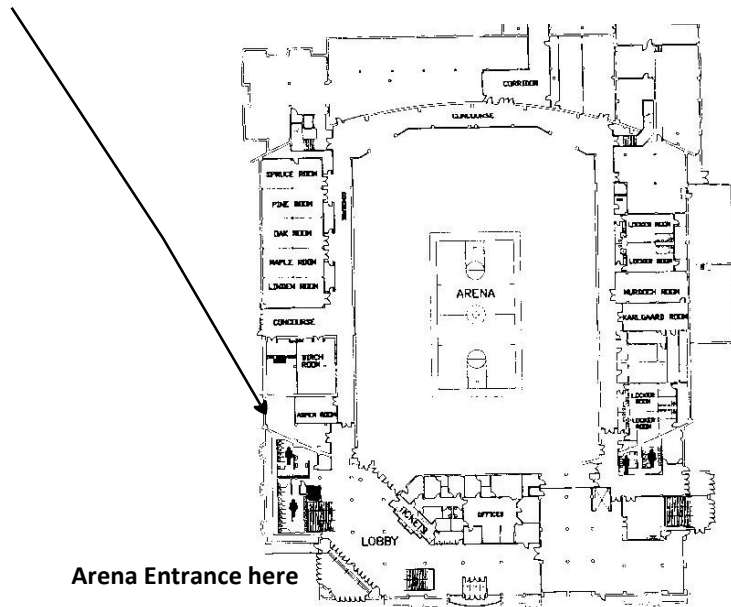 CORRIDOR
CONCOURSE
SPRUCE ROOM
PINE ROOM
OAK ROOM
MAPLE ROOM
LINDEN ROOM
CONCOURSE
CONCOURSE
BIRCH ROOM
ASPEN ROOM
ARENA
LOCKER ROOM
LOCKER ROOM
MURDOCH ROOM
KARLGAARD ROOM
LOCKER ROOM
LOCKER ROOM
TICKETS
OFFICES
LOBBY
Arena Entrance here